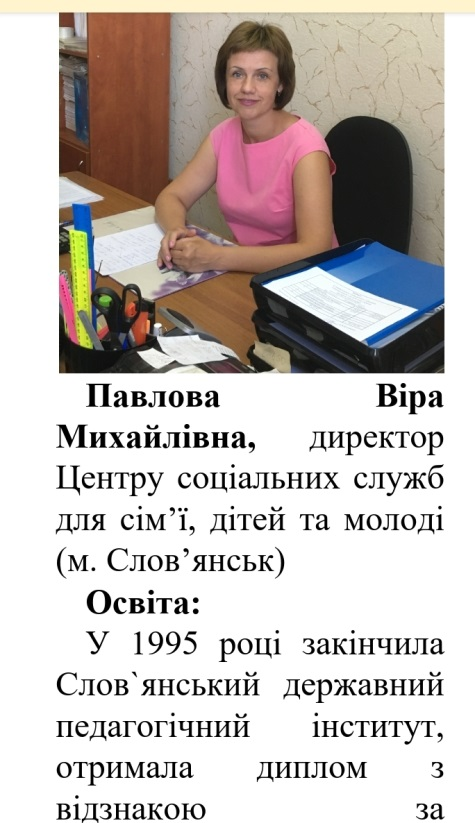 Павлова Віра
Михайлівна, директор
Центру соціальних служб
для сім’ї, дітей та молоді
(м. Слов’янськ)
Освіта:
У 1995 році закінчила
Слов`янський державний
педагогічний інститут,
отримала диплом з
відзнакою за